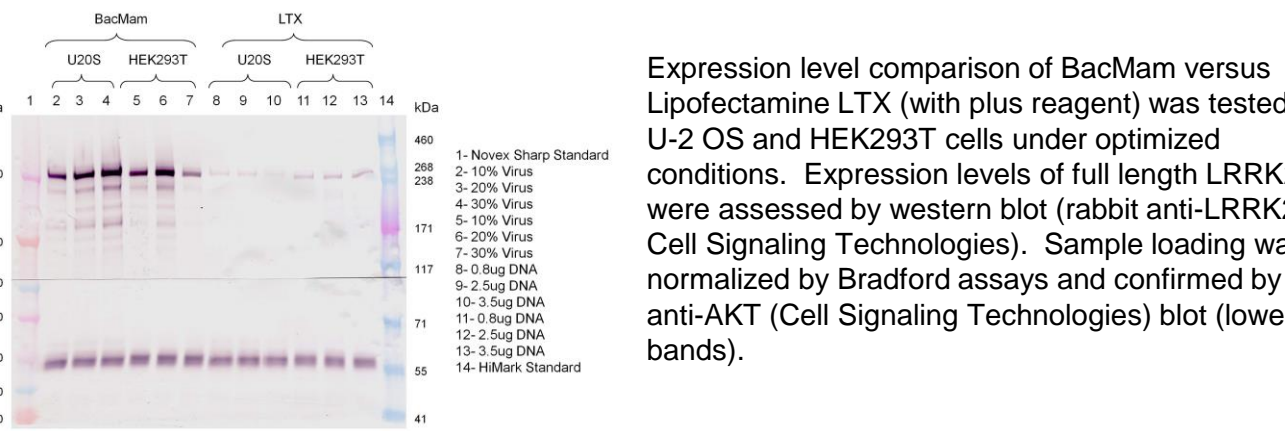 BacMam LTX
U20S HEK293T U20S HEK293T
1 2 3 4 5 6 7 8 9 10 11 12 13 14 kDa
460
268
238
171
117
71
55
41
1- Novex Sharp Standard
2- 10% Virus
3- 20% Virus
4- 30% Virus
5- 10% Virus
6- 20% Virus
7- 30% Virus
8- 0.8ug DNA
9- 2.5ug DNA
10- 3.5ug DNA
11- 0.8ug DNA
12- 2.5ug DNA
13- 3.5ug DNA
14- HiMark Standard
Expression level comparison of BacMam versus
Lipofectamine LTX (with plus reagent) was tested
U-2 OS and HEK293T cells under optimized
conditions. Expression levels of full length LRRK
were assessed by western blot (rabbit anti-LRRK2
Cell Signaling Technologies). Sample loading wa
normalized by Bradford assays and confirmed by
anti-AKT (Cell Signaling Technologies) blot (lowe
bands).